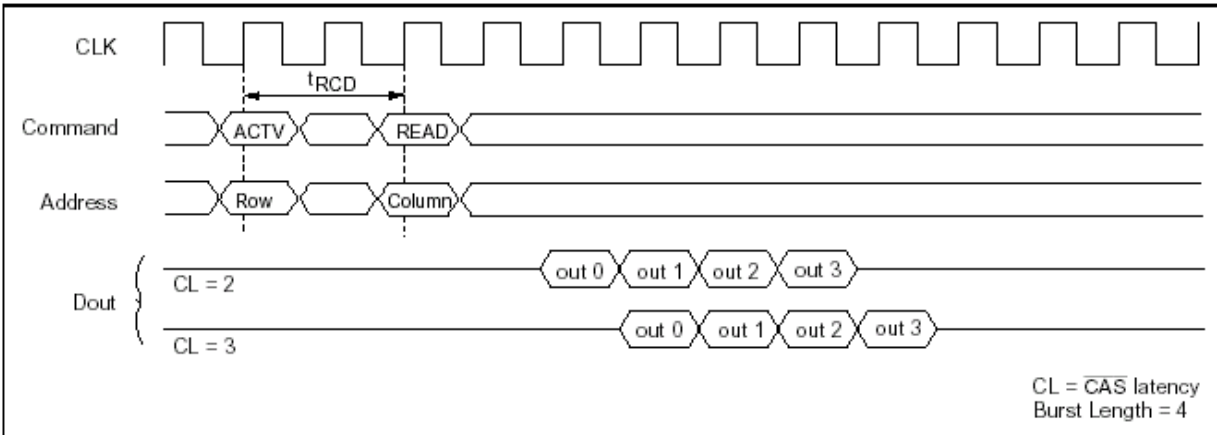 CLK
tRCD
Command
ACTV
READ
Address
Row
Column
Dout
out 0 out 1 out 2 out 3
CL = 2
out 0 out 1 out 2 out 3
CL = 3
CL = C̅A̅S̅ latency
Burst Length = 4